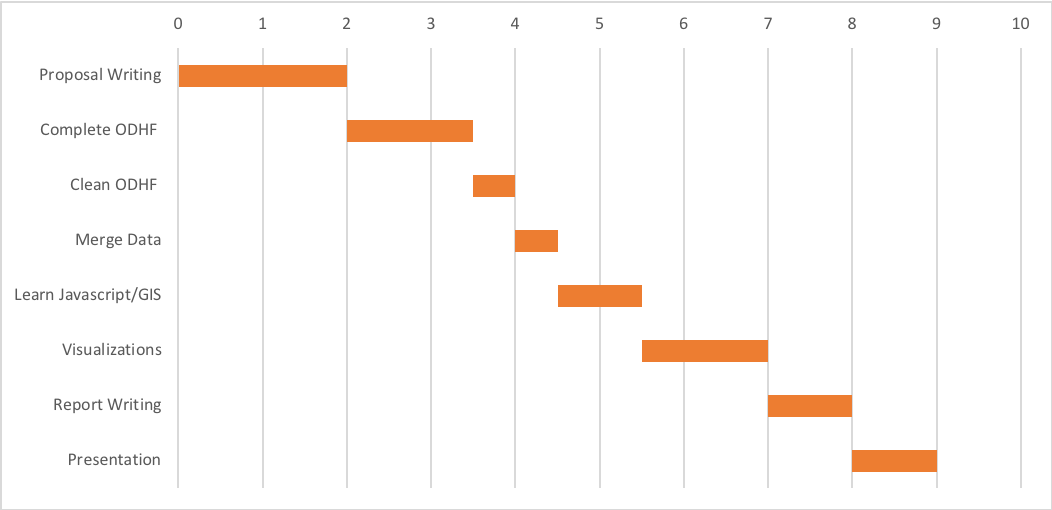 0 1 2 3 4 5 6 7 8 9 10
Proposal Writing
Complete ODHF
Clean ODHF
Merge Data
Learn Javascript/GIS
Visualizations
Report Writing
Presentation